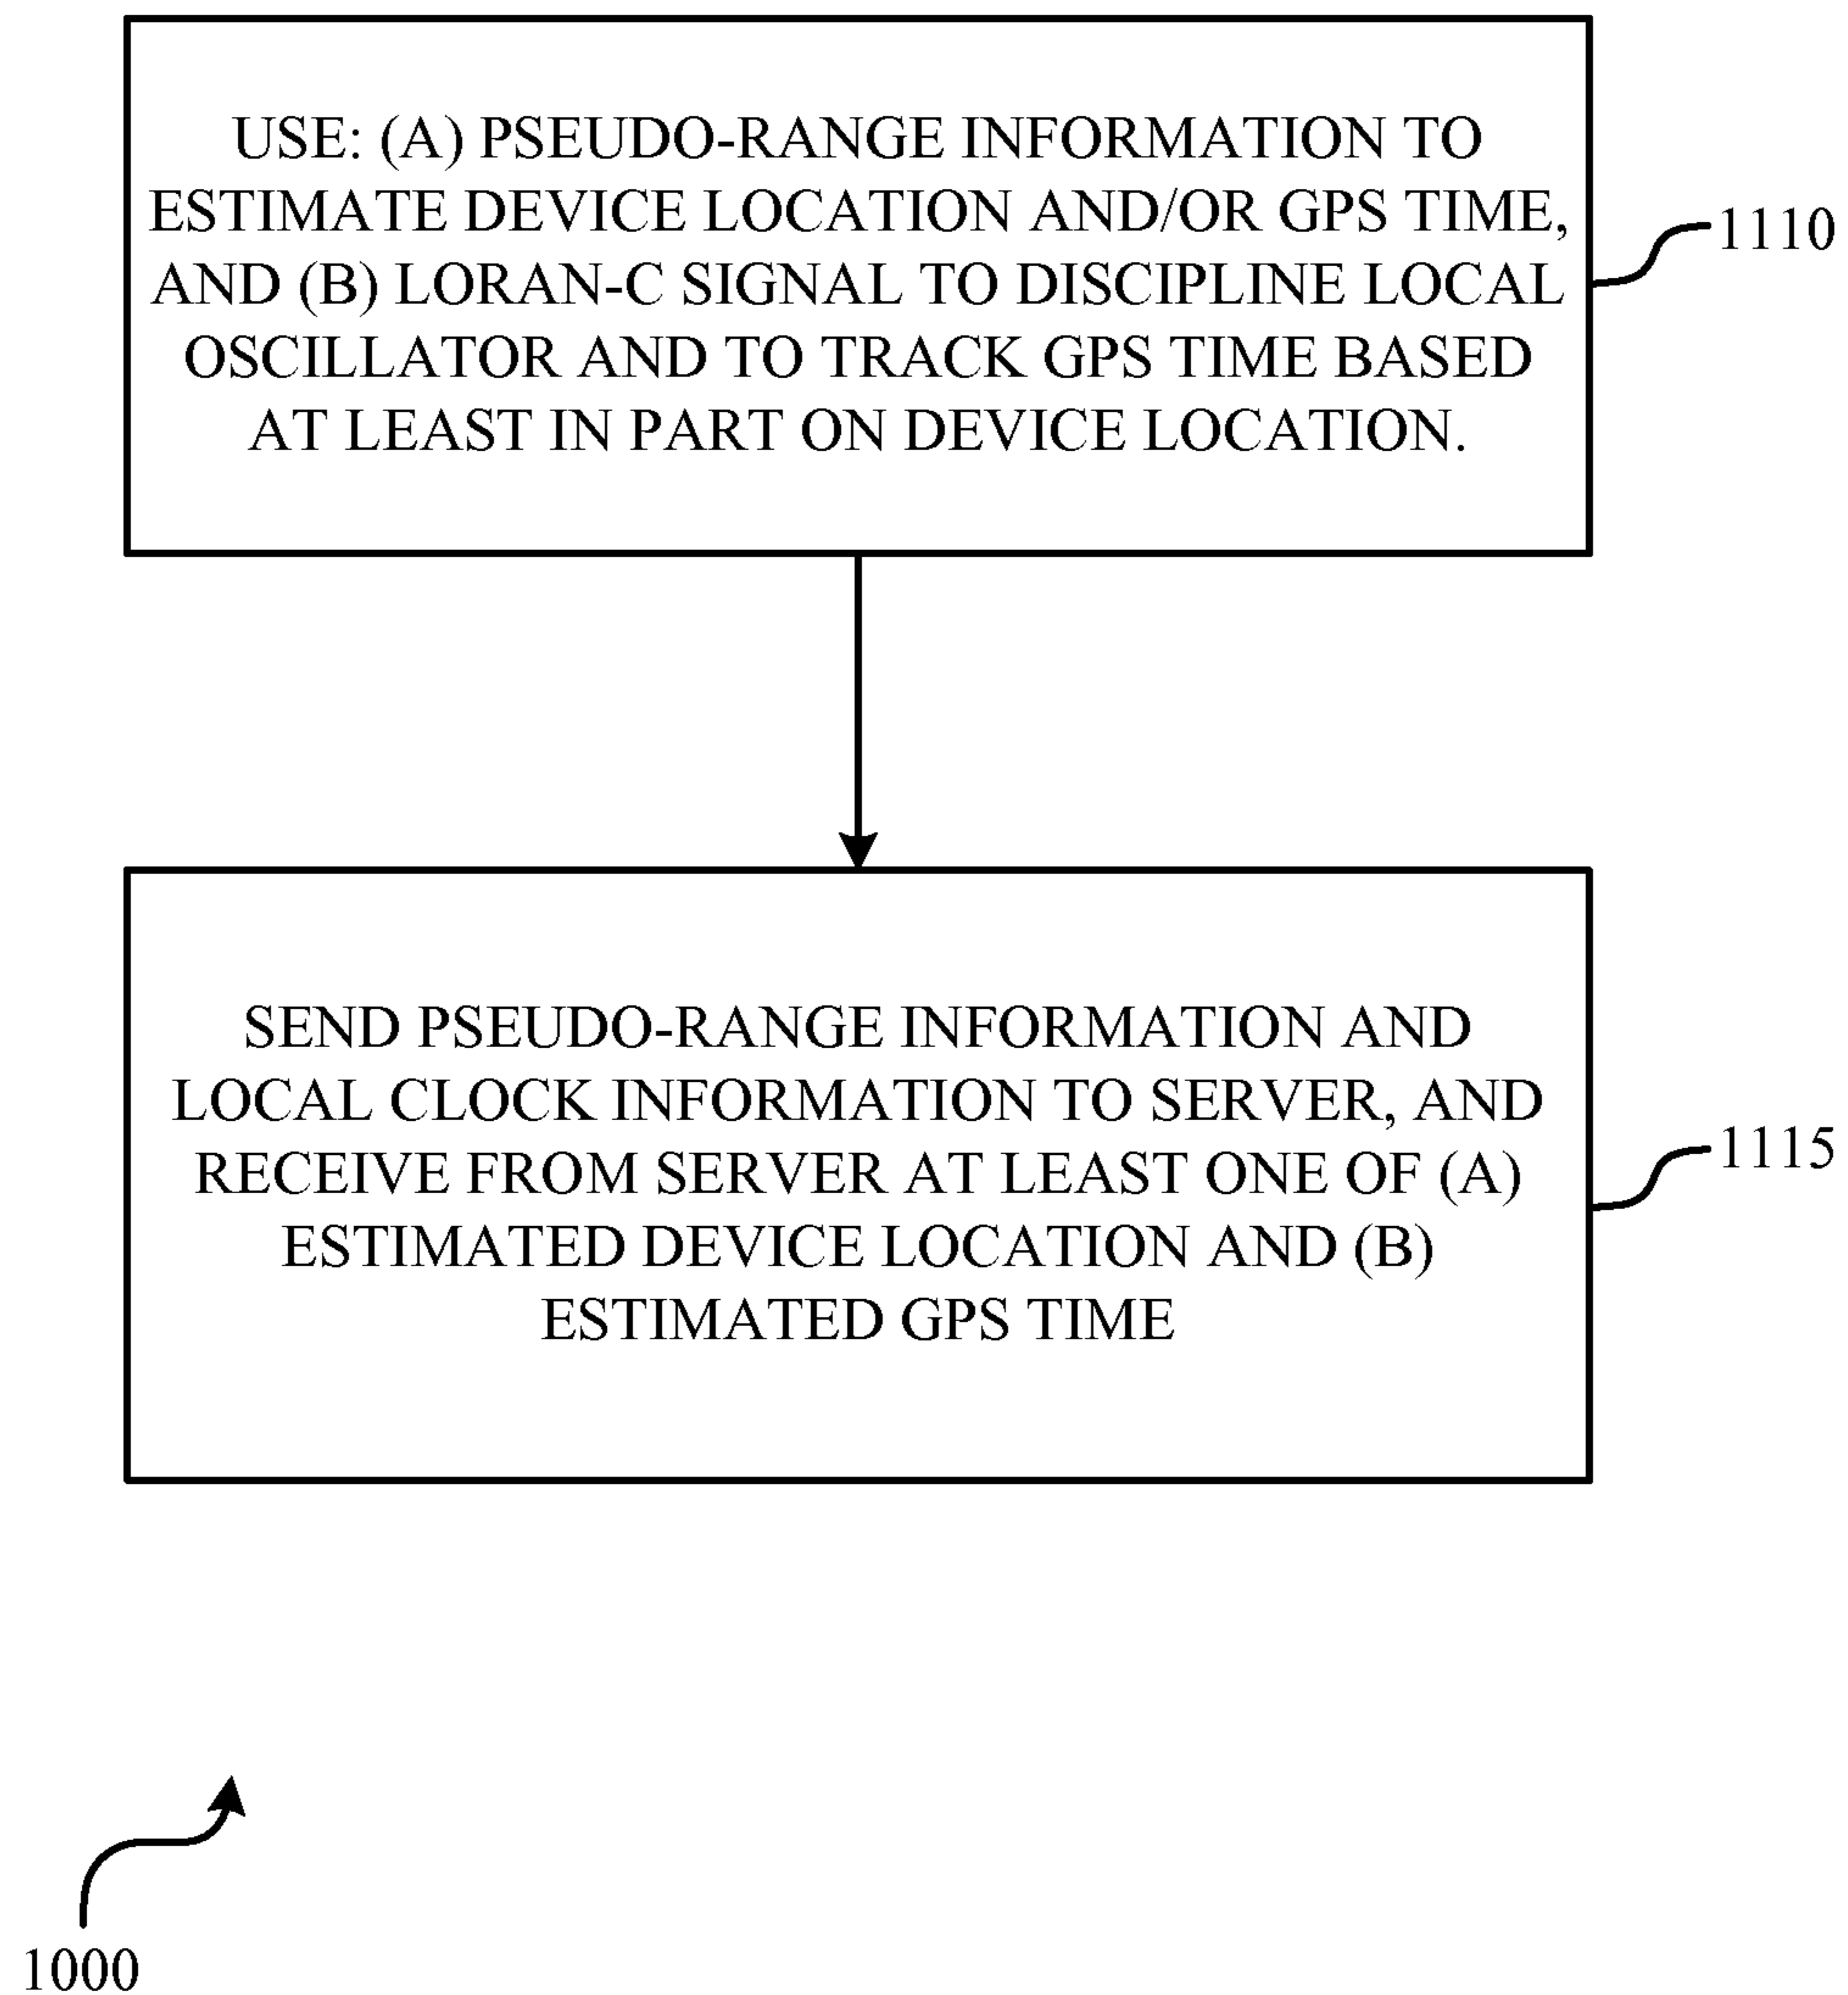 USE: (A) PSEUDO-RANGE INFORMATION TO
ESTIMATE DEVICE LOCATION AND/OR GPS TIME,
AND (B) LORAN-C SIGNAL TO DISCIPLINE LOCAL
OSCILLATOR AND TO TRACK GPS TIME BASED
AT LEAST IN PART ON DEVICE LOCATION.
1110
SEND PSEUDO-RANGE INFORMATION AND
LOCAL CLOCK INFORMATION TO SERVER, AND
RECEIVE FROM SERVER AT LEAST ONE OF (A)
ESTIMATED DEVICE LOCATION AND (B)
ESTIMATED GPS TIME
1115
1000